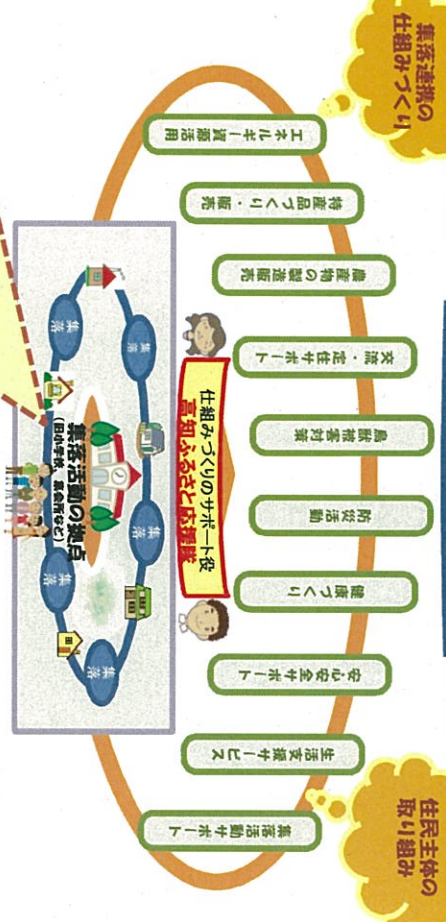 集落連携の
仕組みづくり
住民主体の
取り組み
エネルギー資源活用
特産品づくり・販売
農産物の製造販売
交流・定住サポート
鳥獣被害対策
防災活動
健康づくり
安心安全サポート
生活支援サービス
集落活動サポート
仕組みづくりのサポート役
高知ふるさと応援隊
集落
集落
集落
集落
集落
集落活動の拠点
(旧小学校、集会所など)